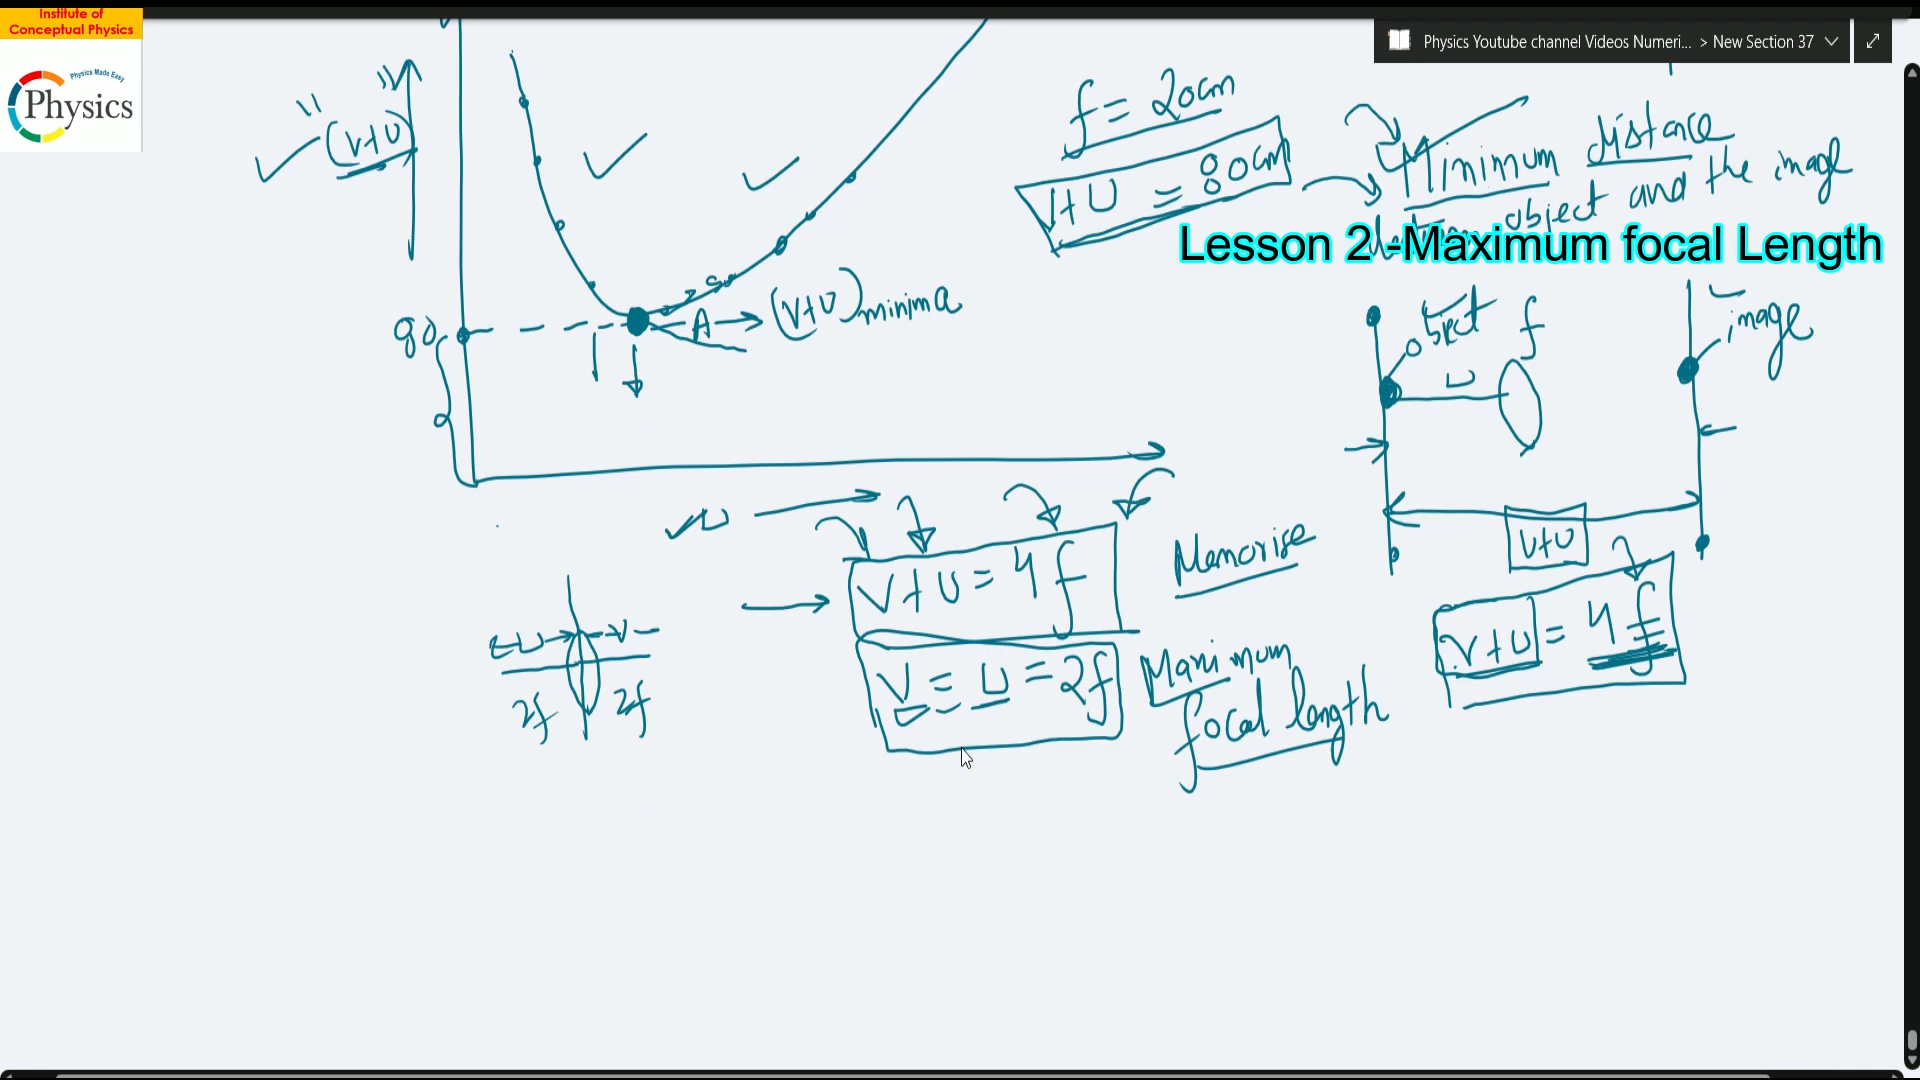 Institute of
Conceptual Physics
Physics Made Easy
Physics
Physics Youtube channel Videos Numeri... > New Section 37
(v+u)
f = 20cm
v+u = 80cm
Minimum distance
object and the image
Lesson 2 -Maximum focal Length
80
A
(v+u) minima
object
f
image
u
u
v+u
v+u = 4f
Memorise
v+u = 4f
u
v
2f
2f
v = u = 2f
Maximum
focal length